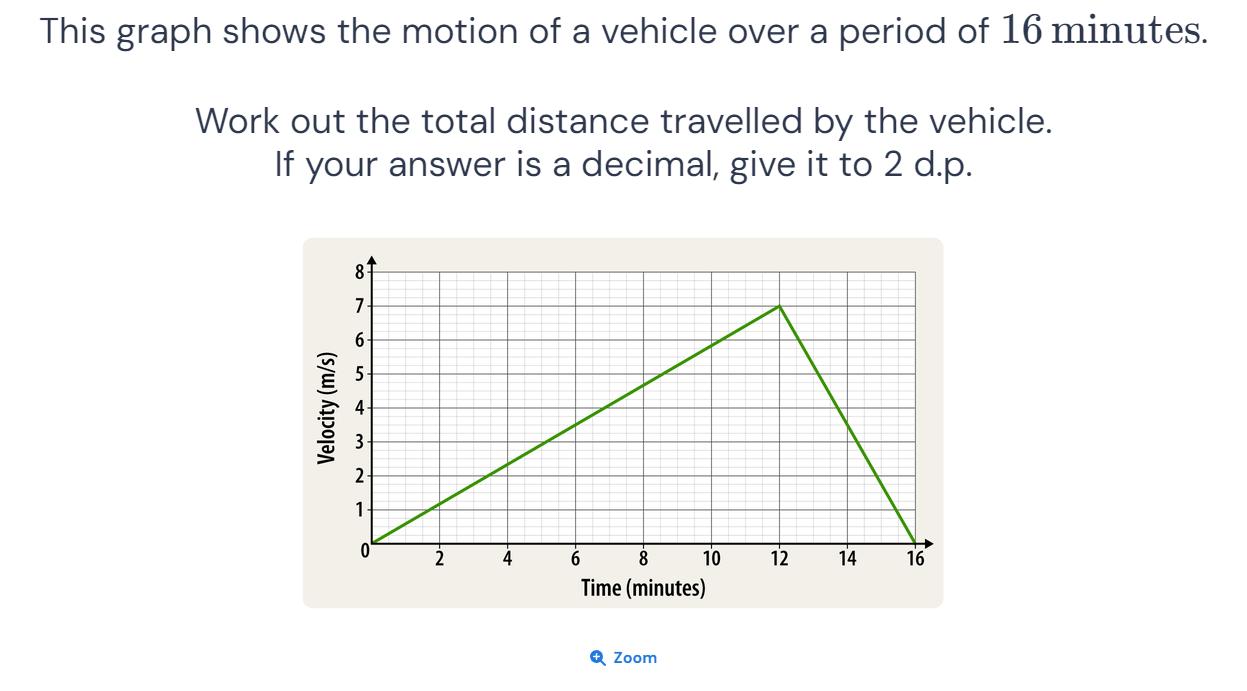 This graph shows the motion of a vehicle over a period of 16 minutes.
Work out the total distance travelled by the vehicle.
If your answer is a decimal, give it to 2 d.p.
8
7
6
5
4
3
2
1
0
Velocity (m/s)
2 4 6 8 10 12 14 16
Time (minutes)
Zoom